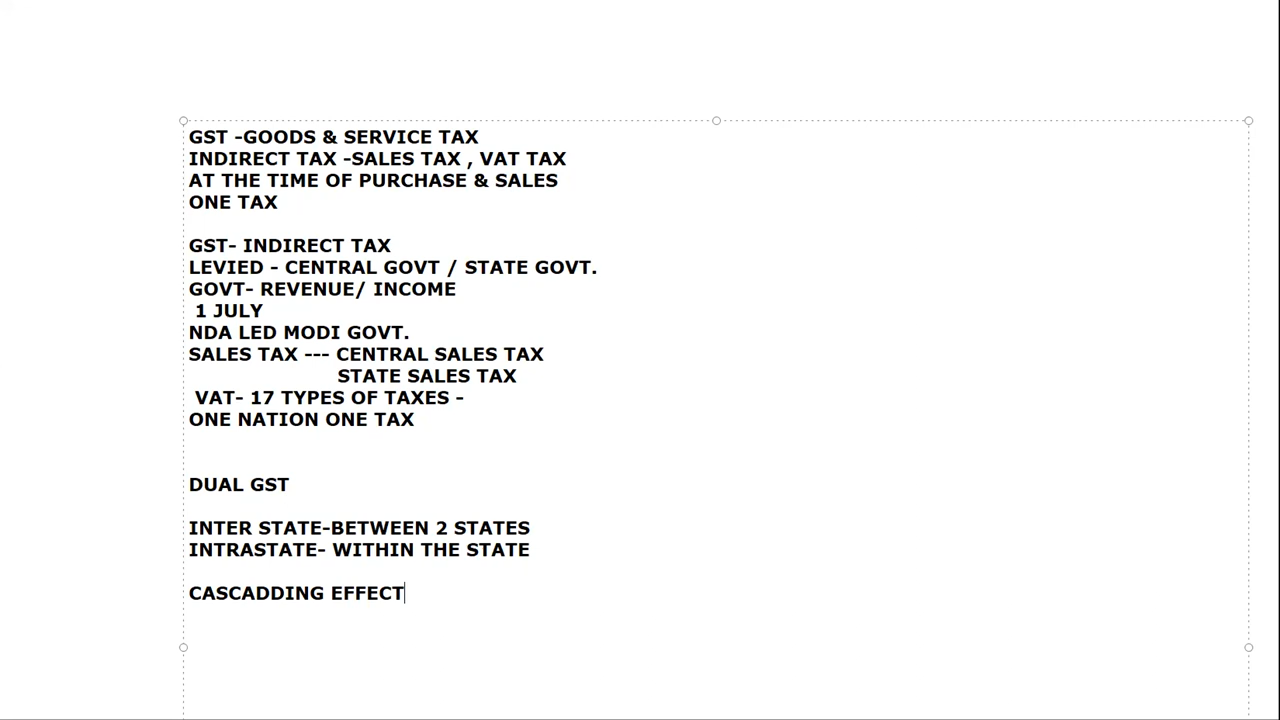 GST -GOODS & SERVICE TAX
INDIRECT TAX -SALES TAX , VAT TAX
AT THE TIME OF PURCHASE & SALES
ONE TAX
GST- INDIRECT TAX
LEVIED - CENTRAL GOVT / STATE GOVT.
GOVT- REVENUE/ INCOME
1 JULY
NDA LED MODI GOVT.
SALES TAX --- CENTRAL SALES TAX
STATE SALES TAX
VAT- 17 TYPES OF TAXES -
ONE NATION ONE TAX
DUAL GST
INTER STATE-BETWEEN 2 STATES
INTRASTATE- WITHIN THE STATE
CASCADDING EFFECT